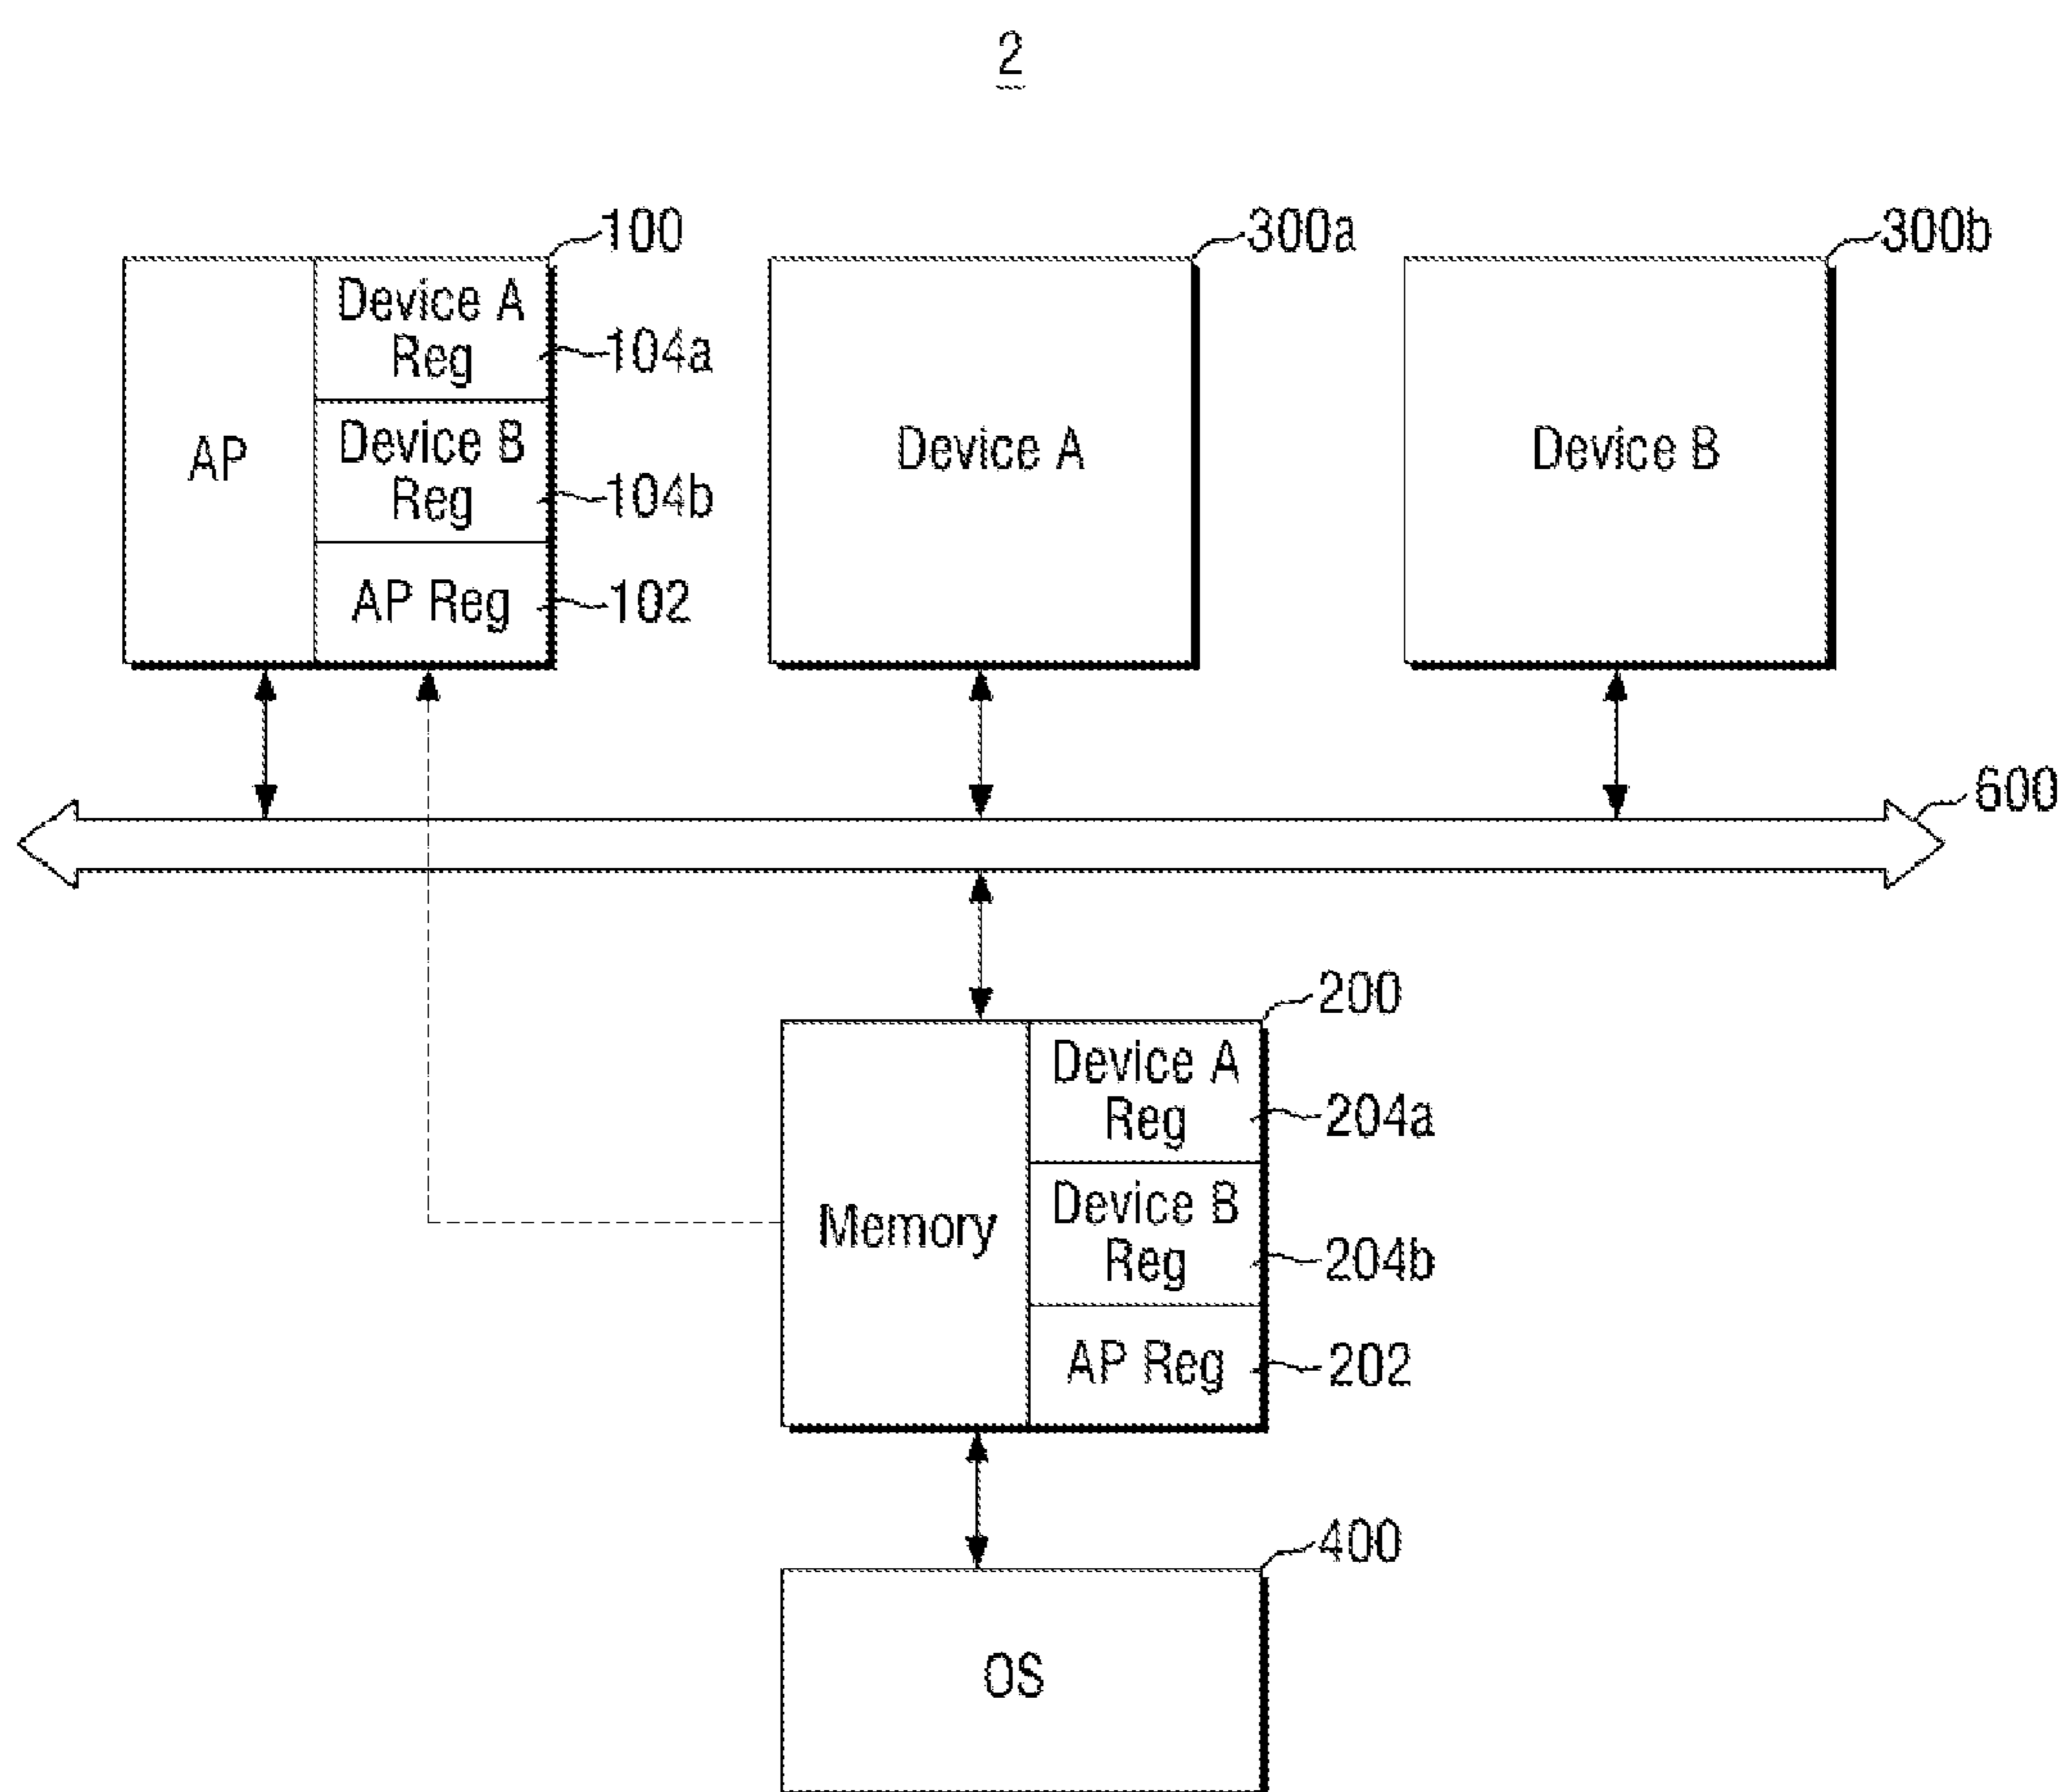 2
100
300a
300b
Device A
Reg
104a
AP
Device B
Reg
104b
AP Reg
102
Device A
Device B
600
200
Device A
Reg
204a
Memory
Device B
Reg
204b
AP Reg
202
400
OS